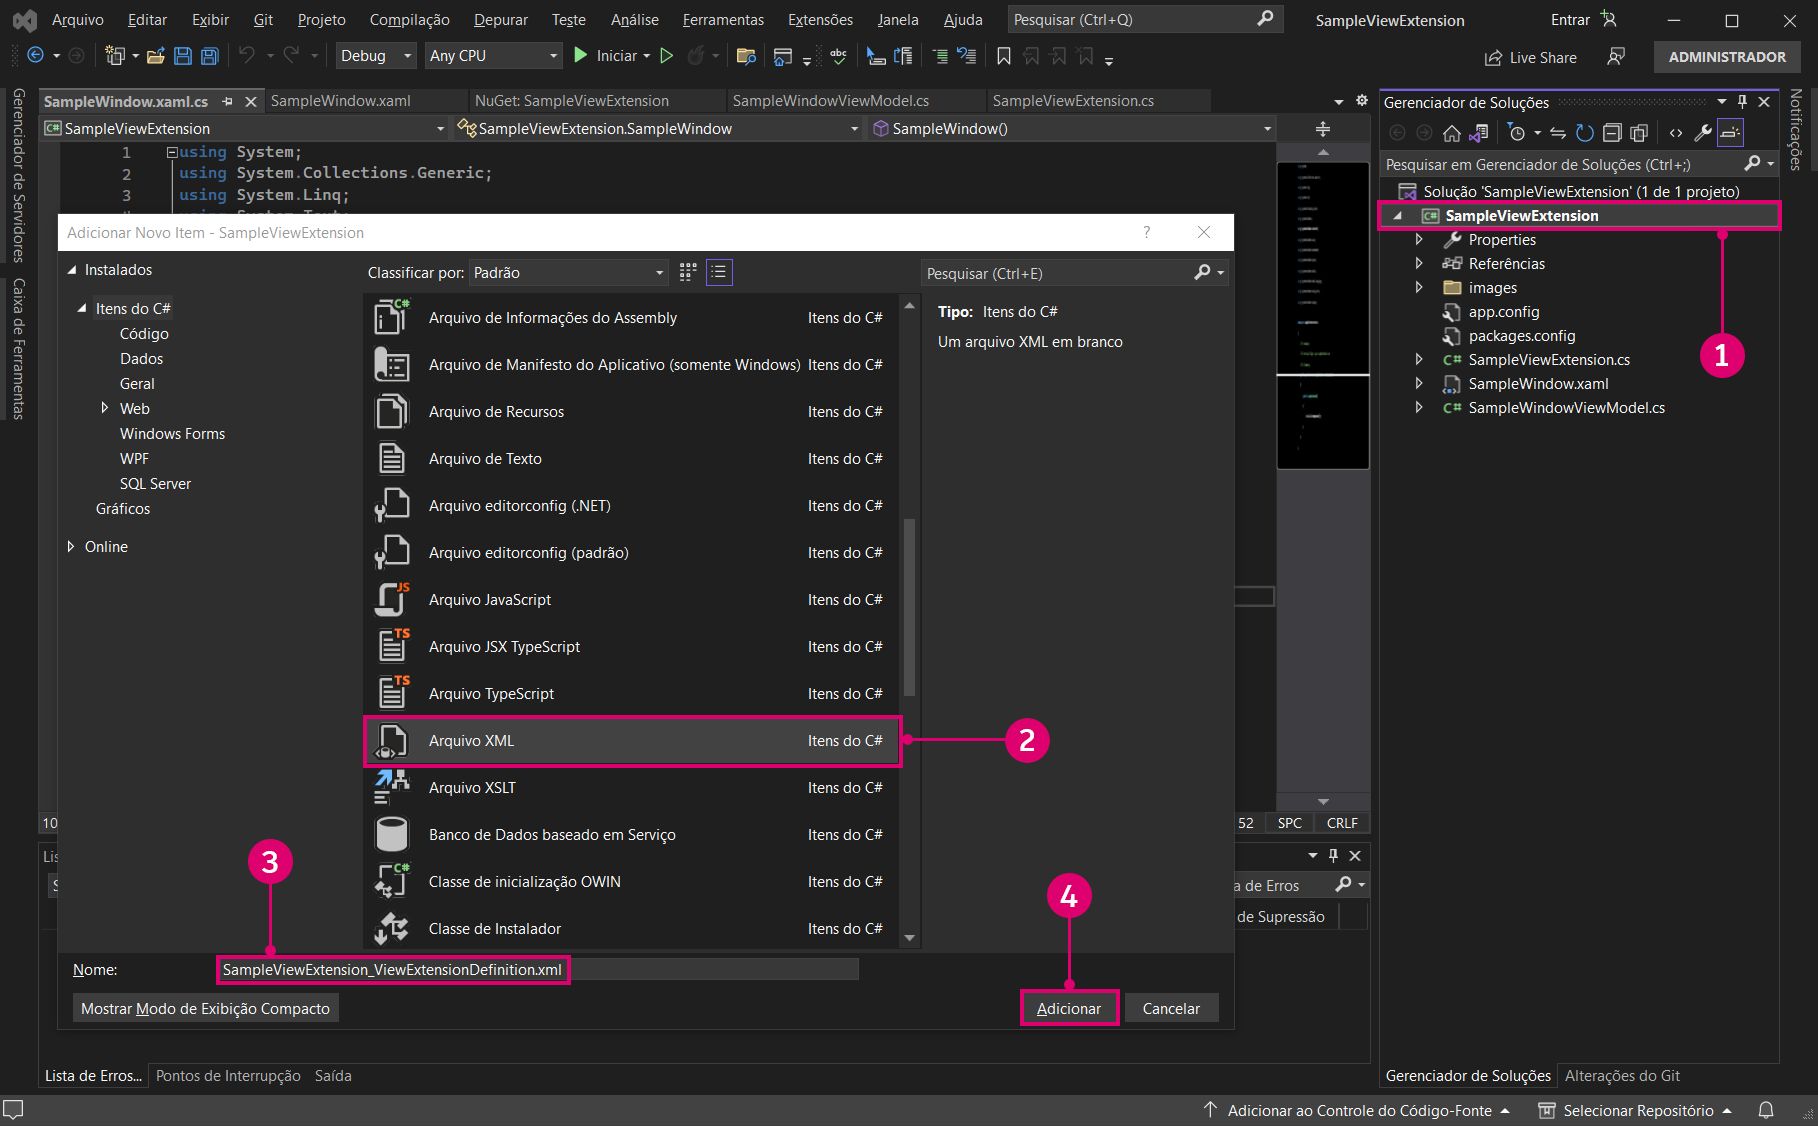 Arquivo Editar Exibir Git Projeto Compilação Depurar Teste Análise Ferramentas Extensões Janela Ajuda Pesquisar (Ctrl+Q) SampleViewExtension Entrar
Debug Any CPU Iniciar abc Live Share ADMINISTRADOR
Gerenciador de Servidores
Caixa de Ferramentas
SampleWindow.xaml.cs SampleWindow.xaml NuGet: SampleViewExtension SampleWindowViewModel.cs SampleViewExtension.cs
C# SampleViewExtension SampleViewExtension.SampleWindow SampleWindow()
1 using System;
2 using System.Collections.Generic;
3 using System.Linq;
Adicionar Novo Item - SampleViewExtension ?
Instalados
Itens do C#
Código
Dados
Geral
Web
Windows Forms
WPF
SQL Server
Gráficos
Online
Classificar por: Padrão
Pesquisar (Ctrl+E)
Arquivo de Informações do Assembly Itens do C#
Arquivo de Manifesto do Aplicativo (somente Windows) Itens do C#
Arquivo de Recursos Itens do C#
Arquivo de Texto Itens do C#
Arquivo editorconfig (.NET) Itens do C#
Arquivo editorconfig (padrão) Itens do C#
JS Arquivo JavaScript Itens do C#
TS Arquivo JSX TypeScript Itens do C#
TS Arquivo TypeScript Itens do C#
Arquivo XML Itens do C#
2
Arquivo XSLT Itens do C#
Banco de Dados baseado em Serviço Itens do C#
C# Classe de inicialização OWIN Itens do C#
Classe de Instalador Itens do C#
Tipo: Itens do C#
Um arquivo XML em branco
3
4
Nome: SampleViewExtension_ViewExtensionDefinition.xml
Mostrar Modo de Exibição Compacto Adicionar Cancelar
10
52 SPC CRLF
a de Erros
de Supressão
Lista de Erros... Pontos de Interrupção Saída
Gerenciador de Soluções
Pesquisar em Gerenciador de Soluções (Ctrl+;)
Solução 'SampleViewExtension' (1 de 1 projeto)
C# SampleViewExtension
Properties
Referências
images
app.config
packages.config
1
C# SampleViewExtension.cs
SampleWindow.xaml
C# SampleWindowViewModel.cs
Gerenciador de Soluções Alterações do Git
Notificações
Adicionar ao Controle do Código-Fonte Selecionar Repositório